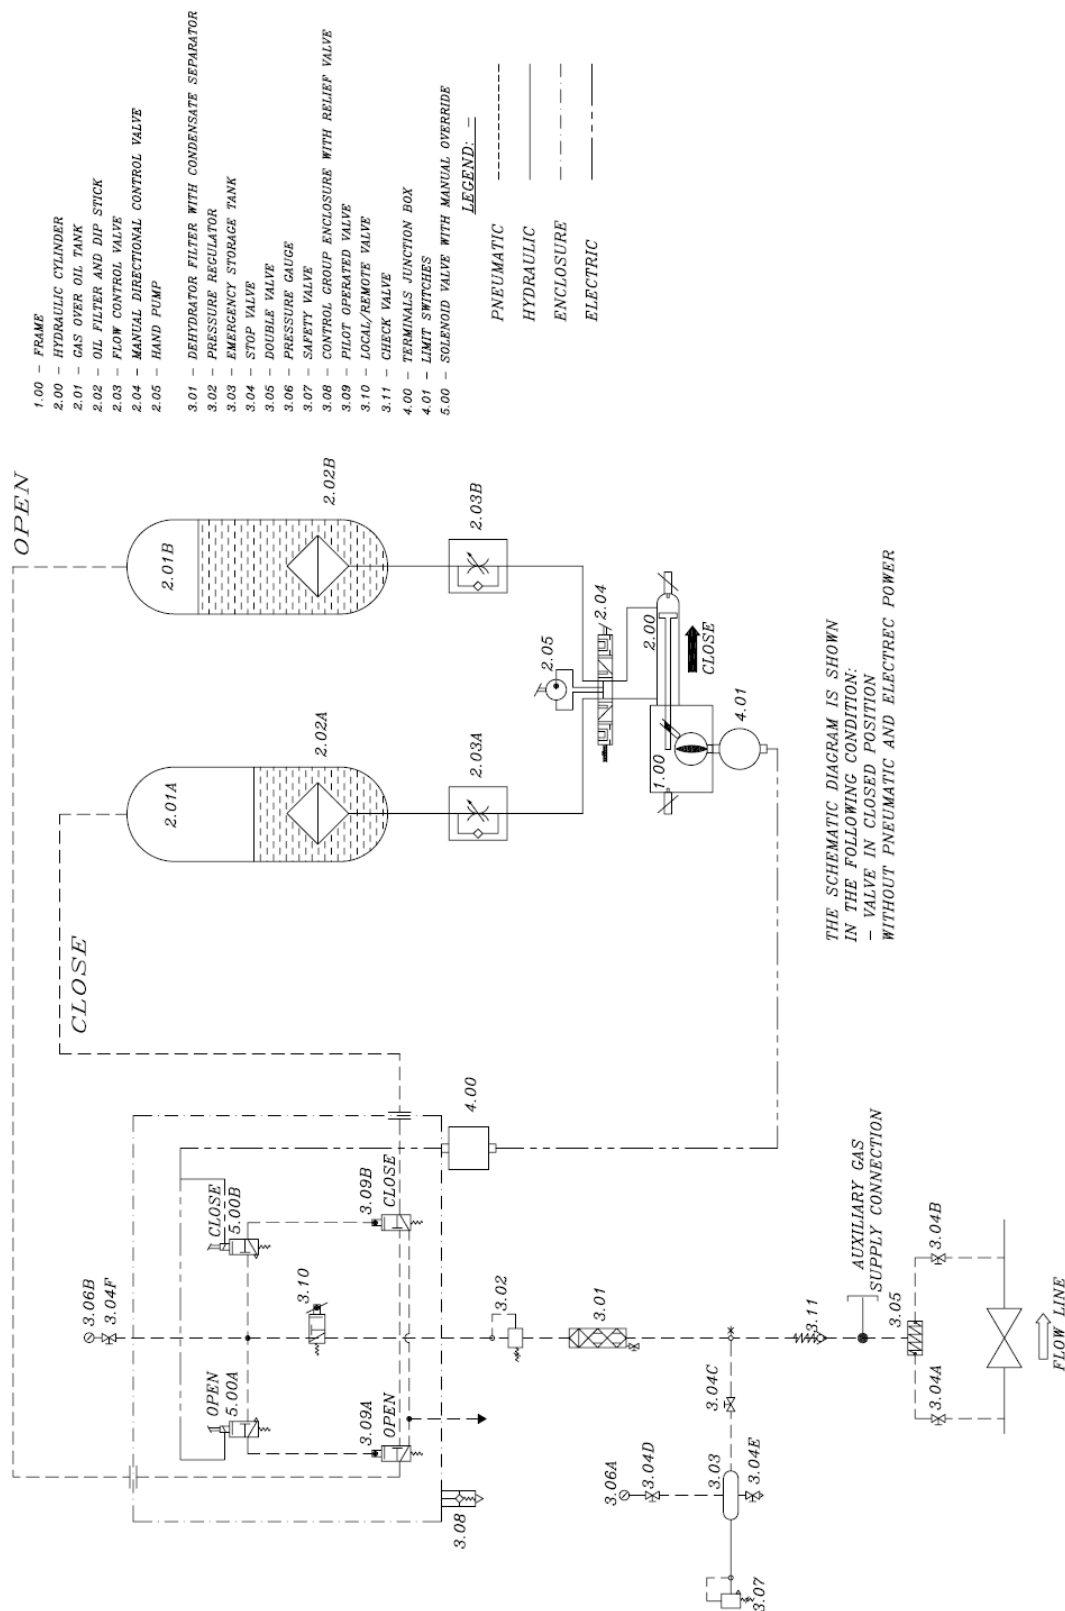 1.00 - FRAME
2.00 - HYDRAULIC CYLINDER
2.01 - GAS OVER OIL TANK
2.02 - OIL FILTER AND DIP STICK
2.03 - FLOW CONTROL VALVE
2.04 - MANUAL DIRECTIONAL CONTROL VALVE
2.05 - HAND PUMP
3.01 - DEHYDRATOR FILTER WITH CONDENSATE SEPARATOR
3.02 - PRESSURE REGULATOR
3.03 - EMERGENCY STORAGE TANK
3.04 - STOP VALVE
3.05 - DOUBLE VALVE
3.06 - PRESSURE GAUGE
3.07 - SAFETY VALVE
3.08 - CONTROL GROUP ENCLOSURE WITH RELIEF VALVE
3.09 - PILOT OPERATED VALVE
3.10 - LOCAL/REMOTE VALVE
3.11 - CHECK VALVE
4.00 - TERMINALS JUNCTION BOX
4.01 - LIMIT SWITCHES
5.00 - SOLENOID VALVE WITH MANUAL OVERRIDE
LEGEND: -
PNEUMATIC
HYDRAULIC
ENCLOSURE
ELECTRIC
OPEN
CLOSE
2.01B
2.02B
2.03B
2.01A
2.02A
2.03A
2.05
2.04
2.00
CLOSE
1.00
4.01
THE SCHEMATIC DIAGRAM IS SHOWN
IN THE FOLLOWING CONDITION:
- VALVE IN CLOSED POSITION
WITHOUT PNEUMATIC AND ELECTREC POWER
4.00
CLOSE
5.00B
3.09B
CLOSE
3.06B
3.04F
3.10
OPEN
5.00A
3.09A
OPEN
3.08
3.02
3.01
3.11
AUXILIARY GAS
SUPPLY CONNECTION
3.05
3.04B
3.04A
FLOW LINE
3.04C
3.06A
3.04D
3.03
3.04E
3.07